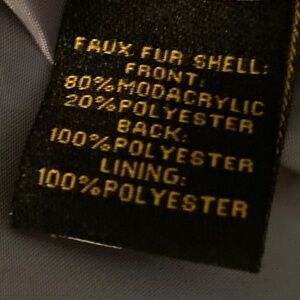 FAUX FUR SHELL:
FRONT:
80%MODACRYLIC
20%POLYESTER
BACK:
100%POLYESTER
LINING:
100%POLYESTER